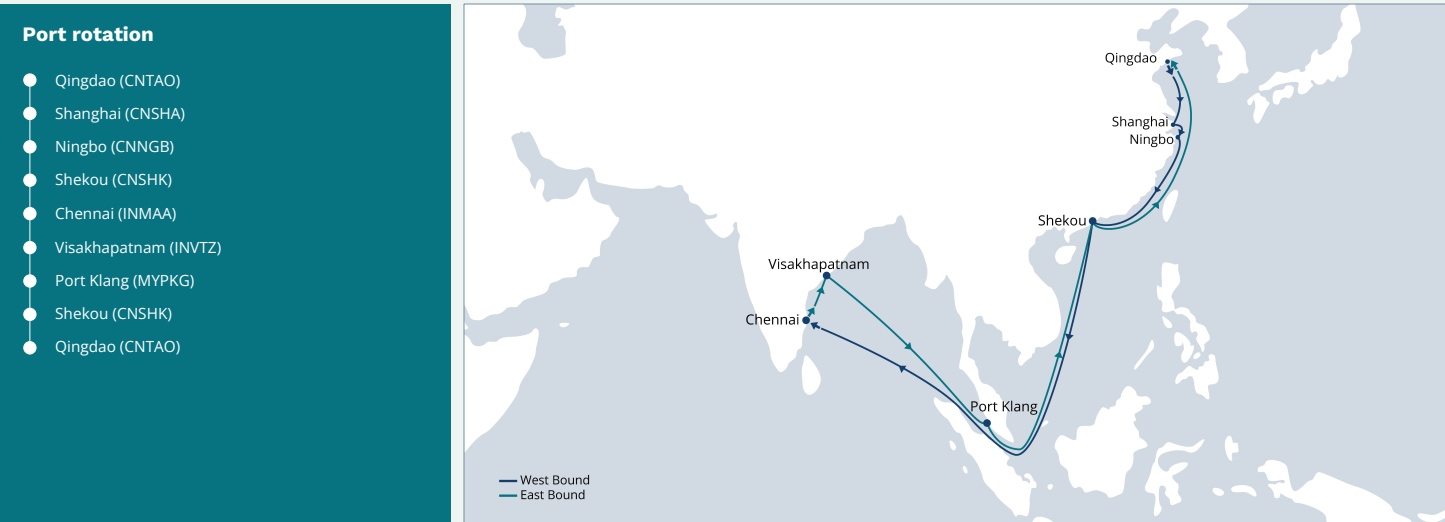 Port rotation
Qingdao (CNTAO)
Shanghai (CNSHA)
Ningbo (CNNGB)
Shekou (CNSHK)
Chennai (INMAA)
Visakhapatnam (INVTZ)
Port Klang (MYPKG)
Shekou (CNSHK)
Qingdao (CNTAO)
Qingdao
Shanghai
Ningbo
Shekou
Visakhapatnam
Chennai
Port Klang
West Bound
East Bound